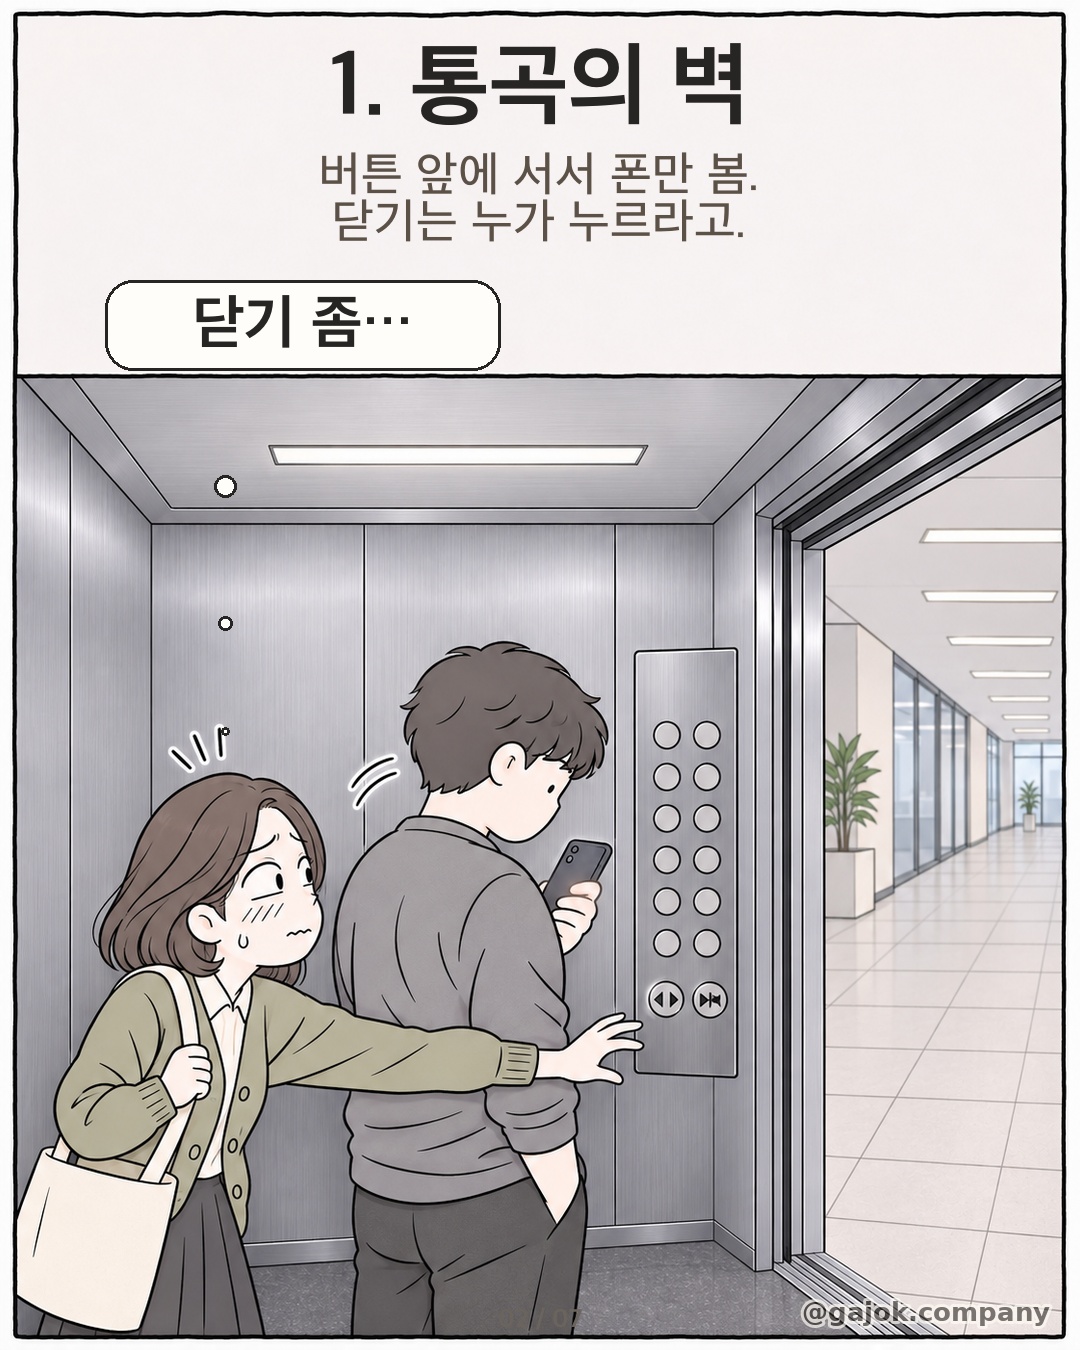 1. 통곡의 벽
버튼 앞에 서서 폰만 봄.
닫기는 누가 누르라고.
닫기 좀…
@gajok.company